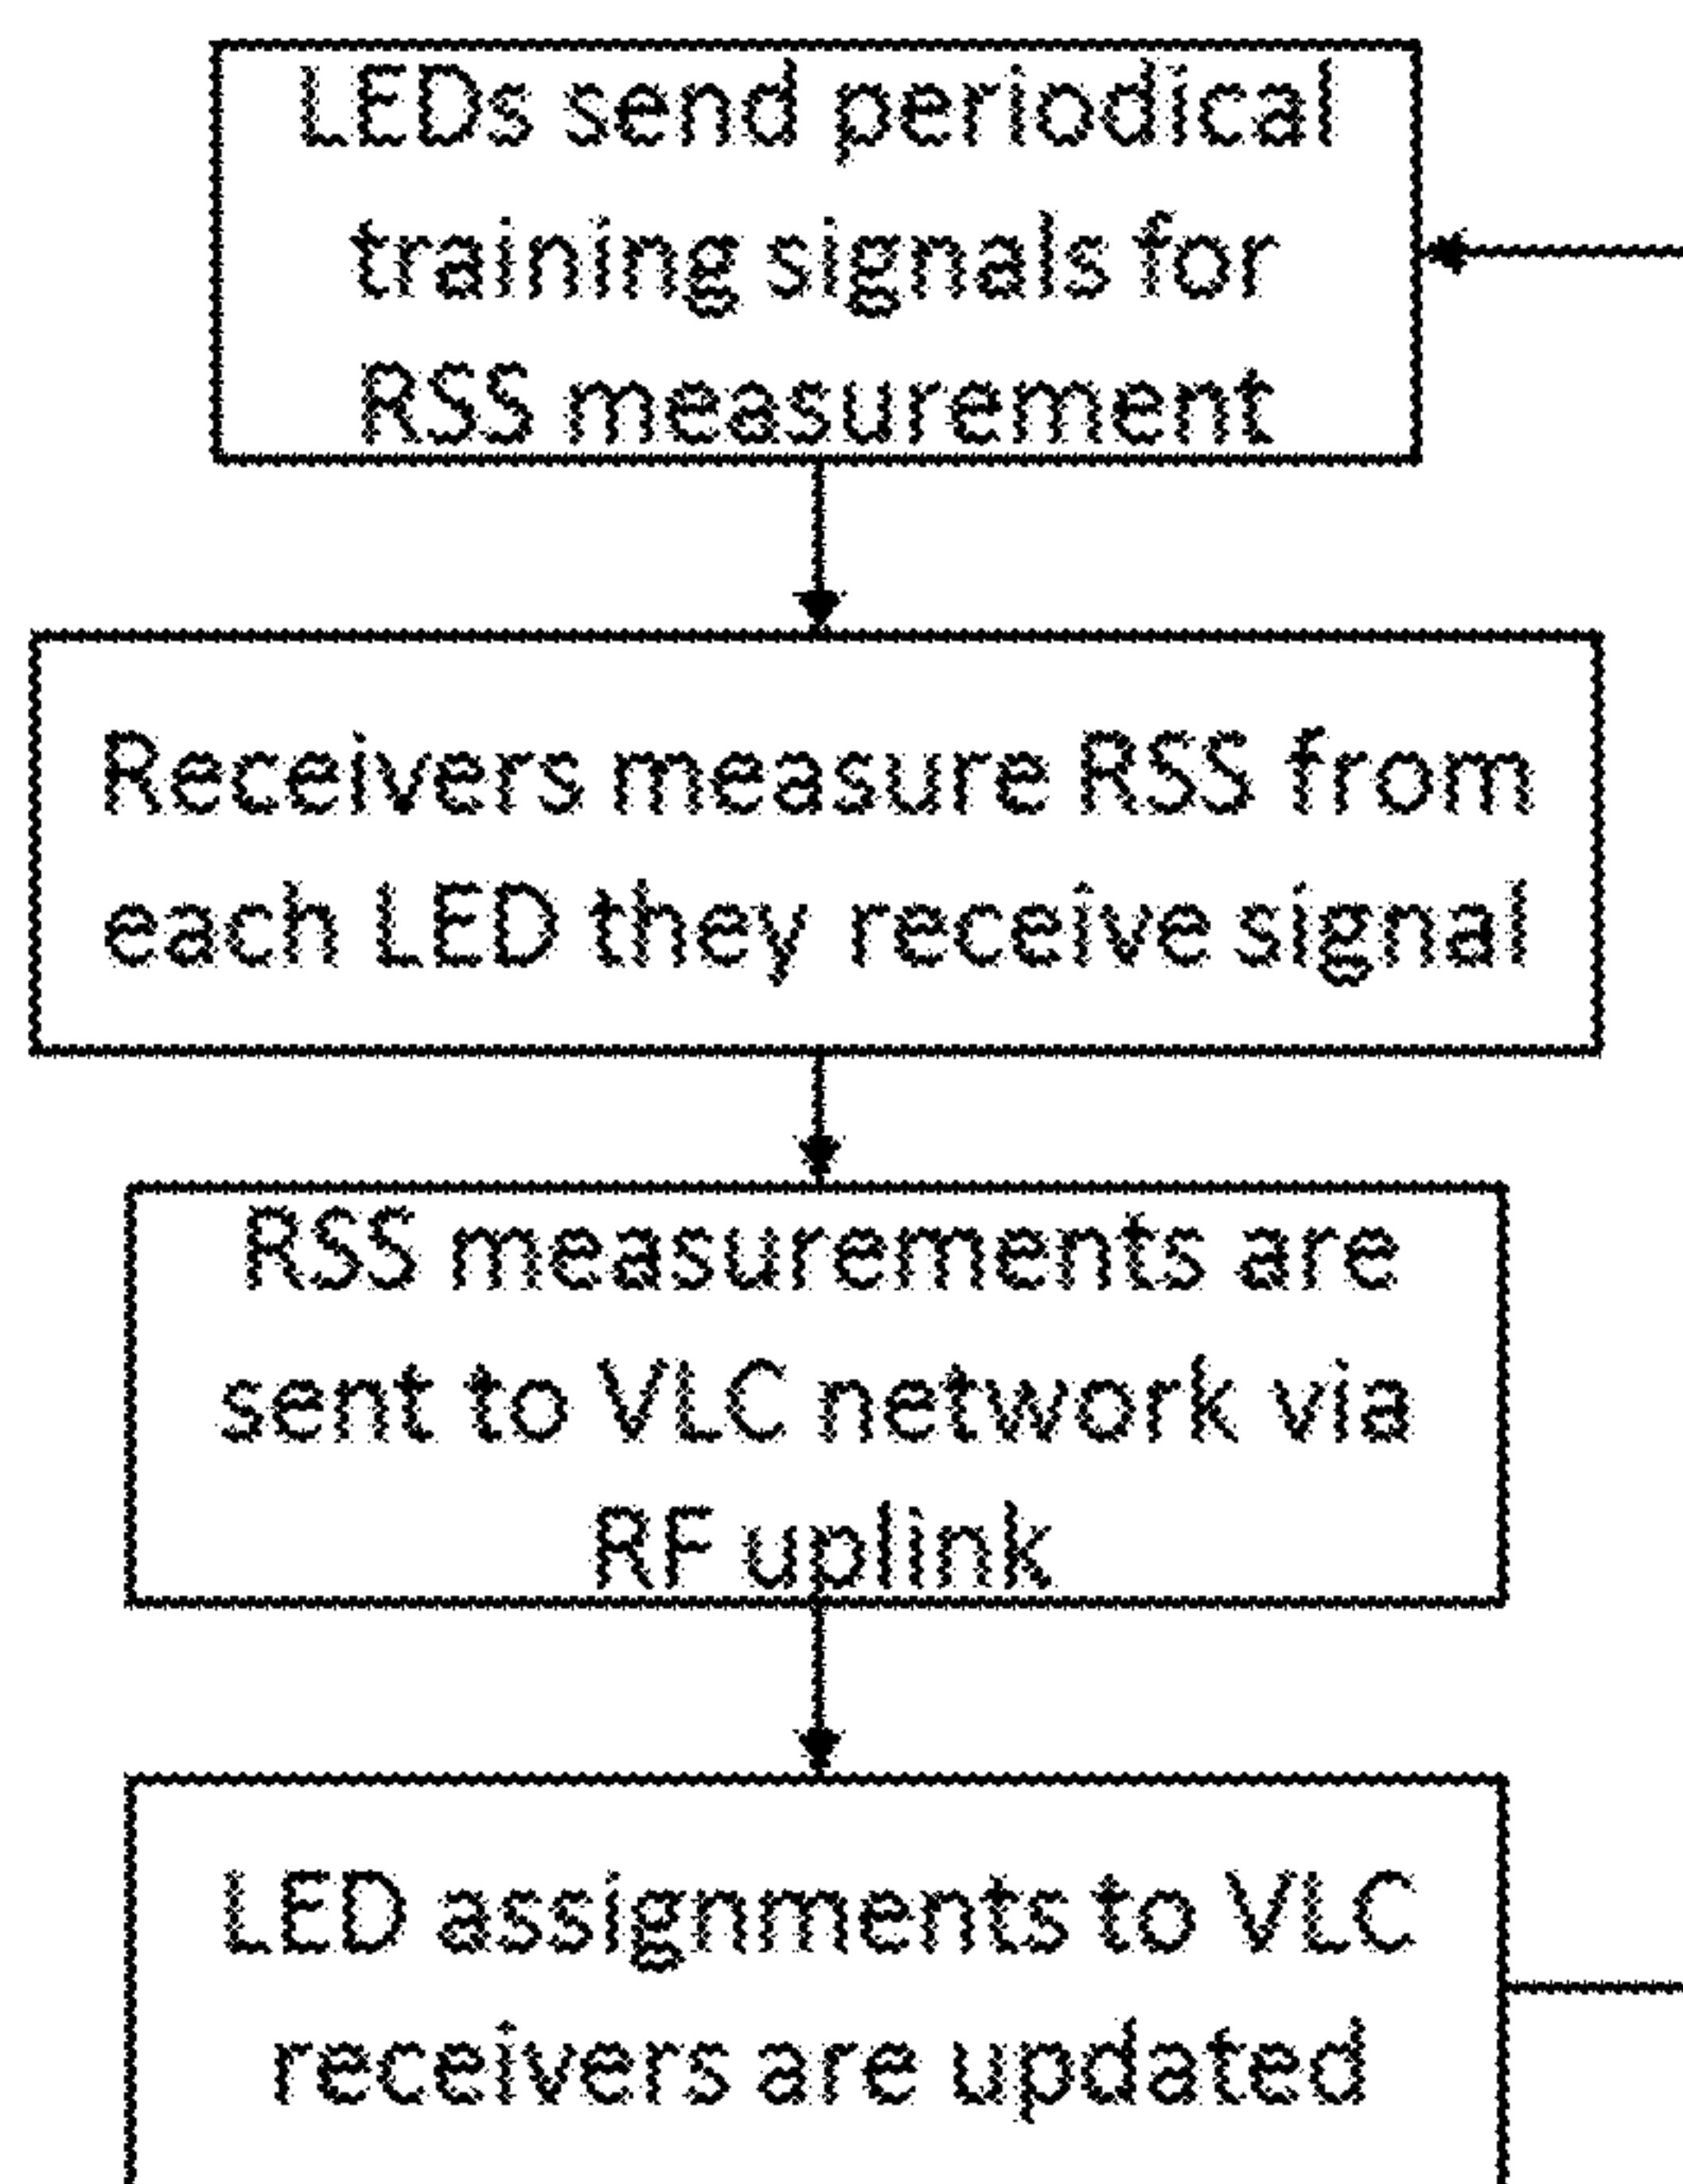 LEDs send periodical
training signals for
RSS measurement
Receivers measure RSS from
each LED they receive signal
RSS measurements are
sent to VLC network via
RF uplink
LED assignments to VLC
receivers are updated